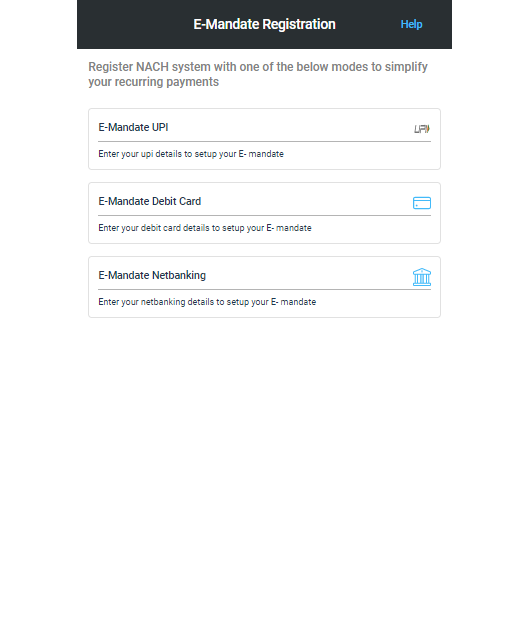 E-Mandate Registration
Help
Register NACH system with one of the below modes to simplify
your recurring payments
E-Mandate UPI
UPI
Enter your upi details to setup your E- mandate
E-Mandate Debit Card
Enter your debit card details to setup your E- mandate
E-Mandate Netbanking
Enter your netbanking details to setup your E- mandate